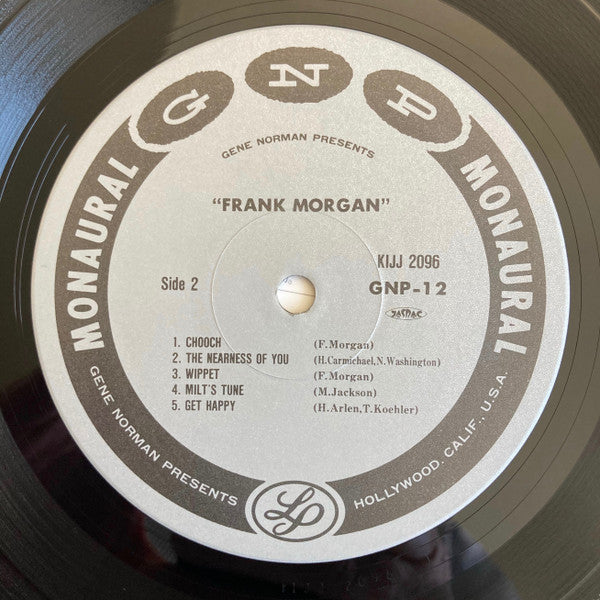 GNP
GENE NORMAN PRESENTS
MONAURAL
MONAURAL
"FRANK MORGAN"
KIJJ 2096
Side 2
GNP-12
JASRAC
1. CHOOCH (F.Morgan)
2. THE NEARNESS OF YOU (H.Carmichael,N.Washington)
3. WIPPET (F.Morgan)
4. MILT'S TUNE (M.Jackson)
5. GET HAPPY (H.Arlen,T.Koehler)
GENE NORMAN PRESENTS
HOLLYWOOD, CALIF., U.S.A.
LP